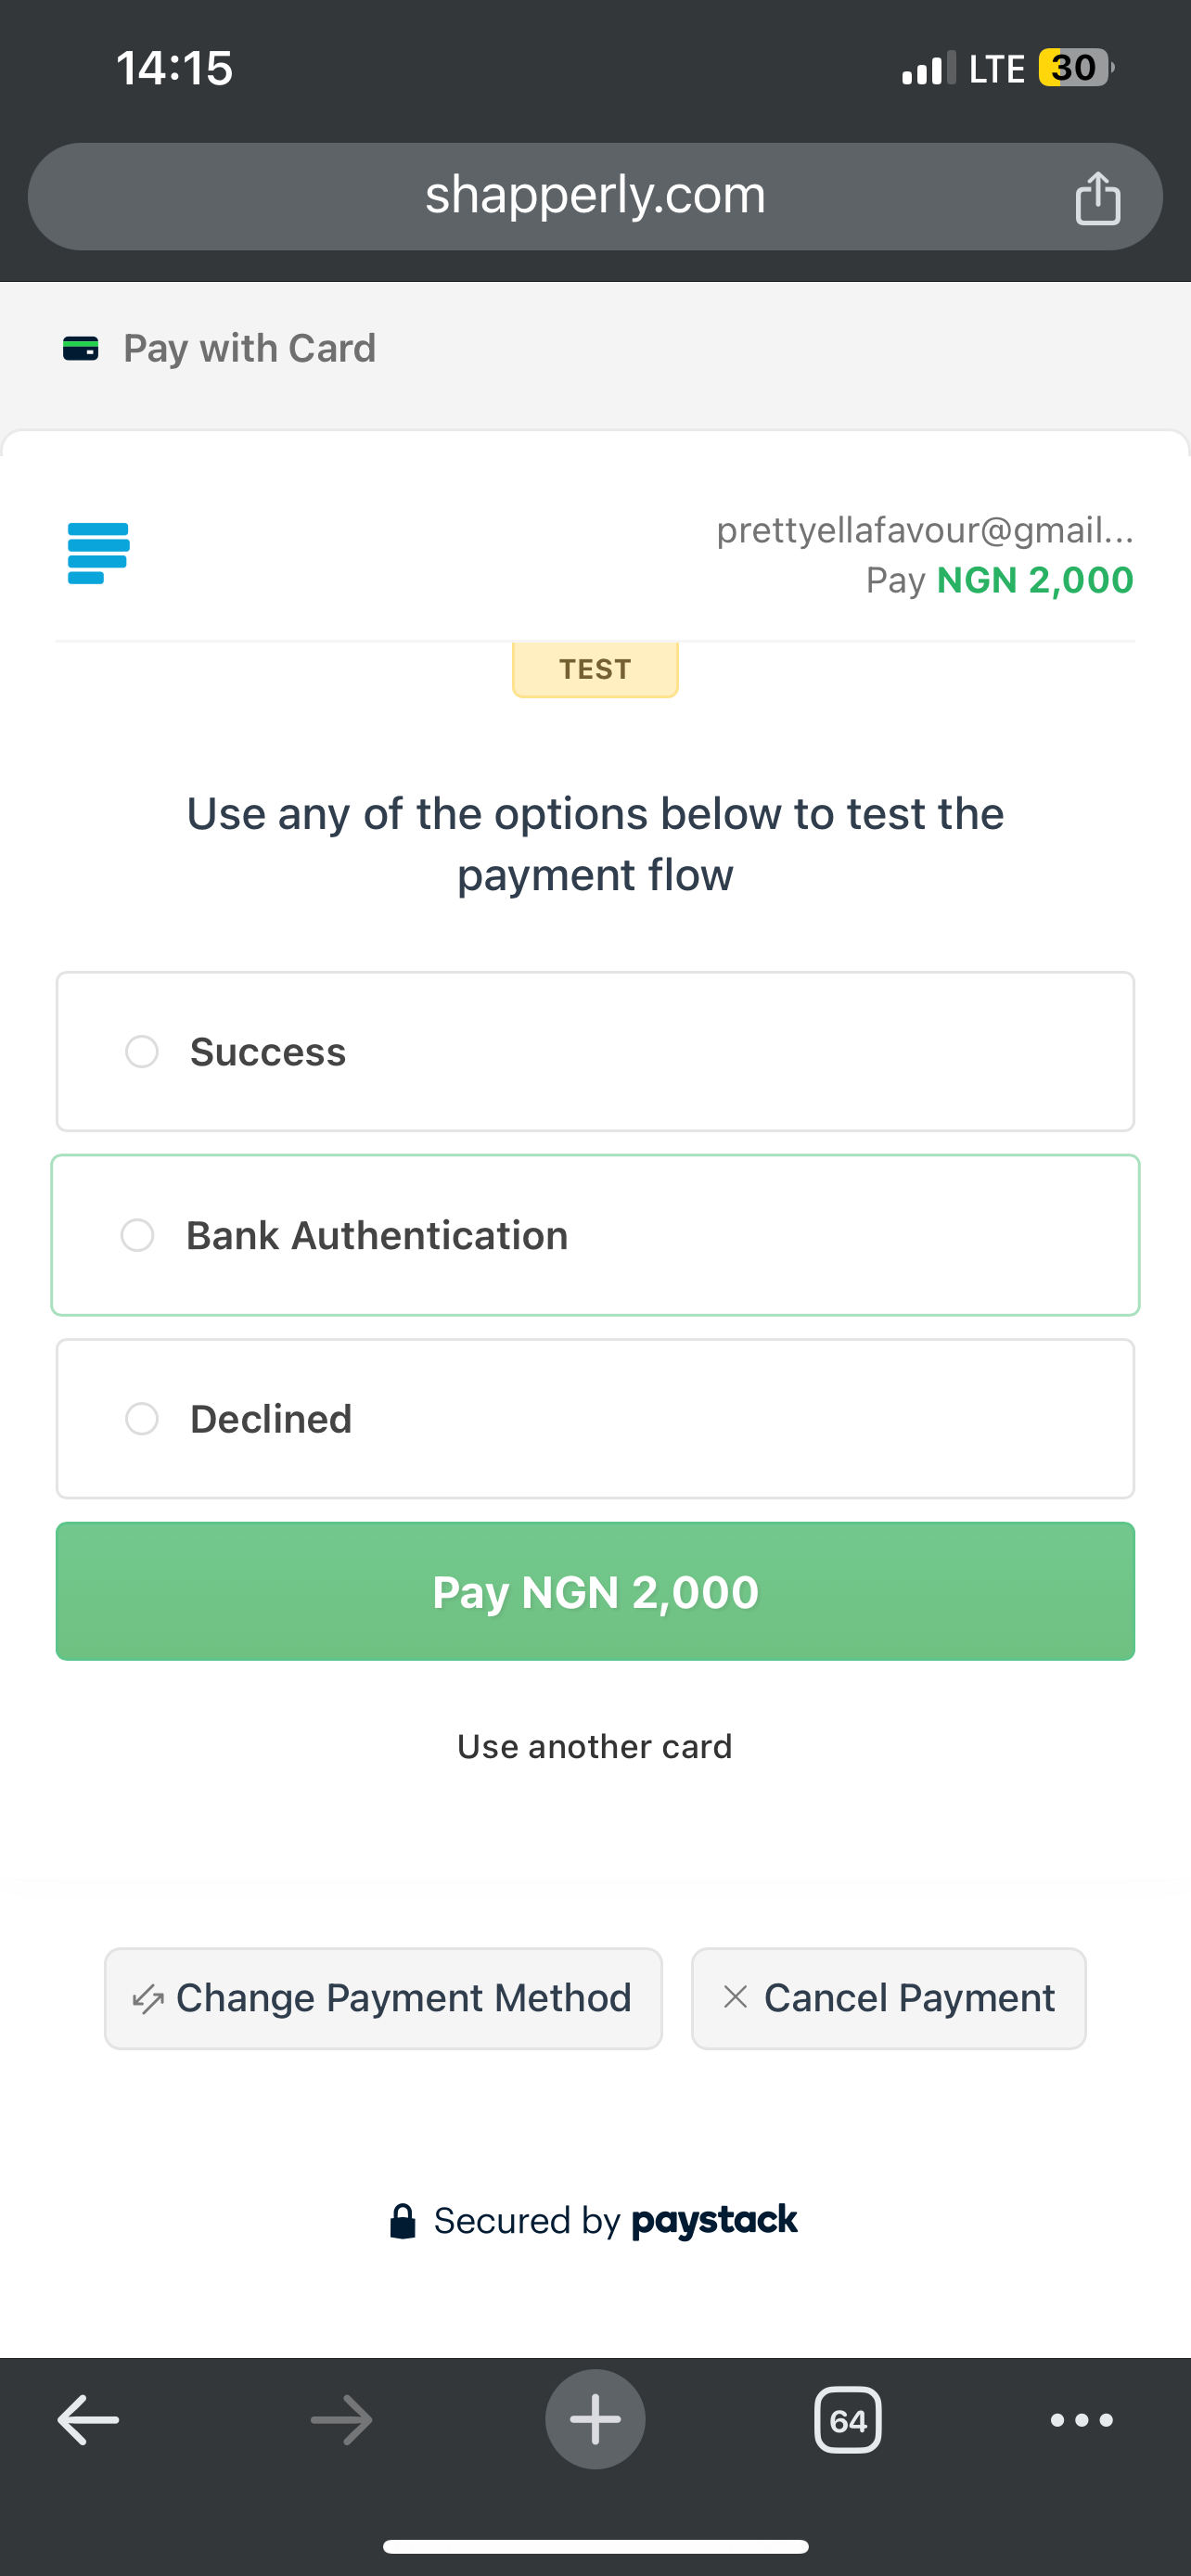 14:15
LTE 30
shapperly.com
Pay with Card
prettyellafavour@gmail...
Pay NGN 2,000
TEST
Use any of the options below to test the
payment flow
Success
Bank Authentication
Declined
Pay NGN 2,000
Use another card
Change Payment Method
Cancel Payment
Secured by paystack
64